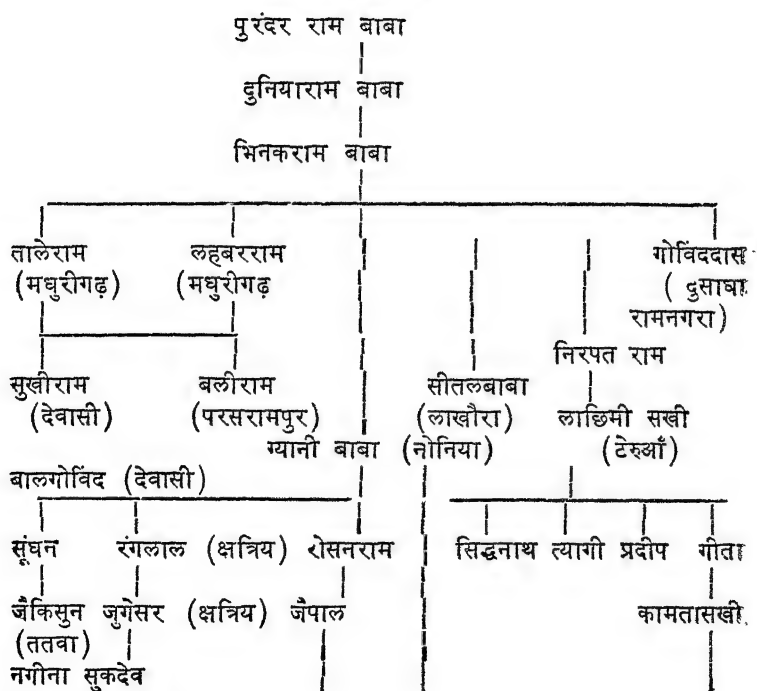 पुरंदर राम बाबा
दुनियाराम बाबा
भिनकराम बाबा
तालेराम लहबरराम गोविंददास
(मधुरीगढ़) (मधुरीगढ़ ( दुसाधा
रामनगरा)
निरपत राम
सुखीराम बलीराम सीतलबाबा
(देवासी) (परसरामपुर) (लाखौरा) लाछिमी सखी
ग्यानी बाबा (नोनिया) (टेरुआँ)
बालगोविंद (देवासी)
सूंघन रंगलाल (क्षत्रिय) रोसनराम सिद्धनाथ त्यागी प्रदीप गीता
जैकिसुन जुगेसर (क्षत्रिय) जैपाल कामतासखी
(ततवा)
नगीना सुकदेव